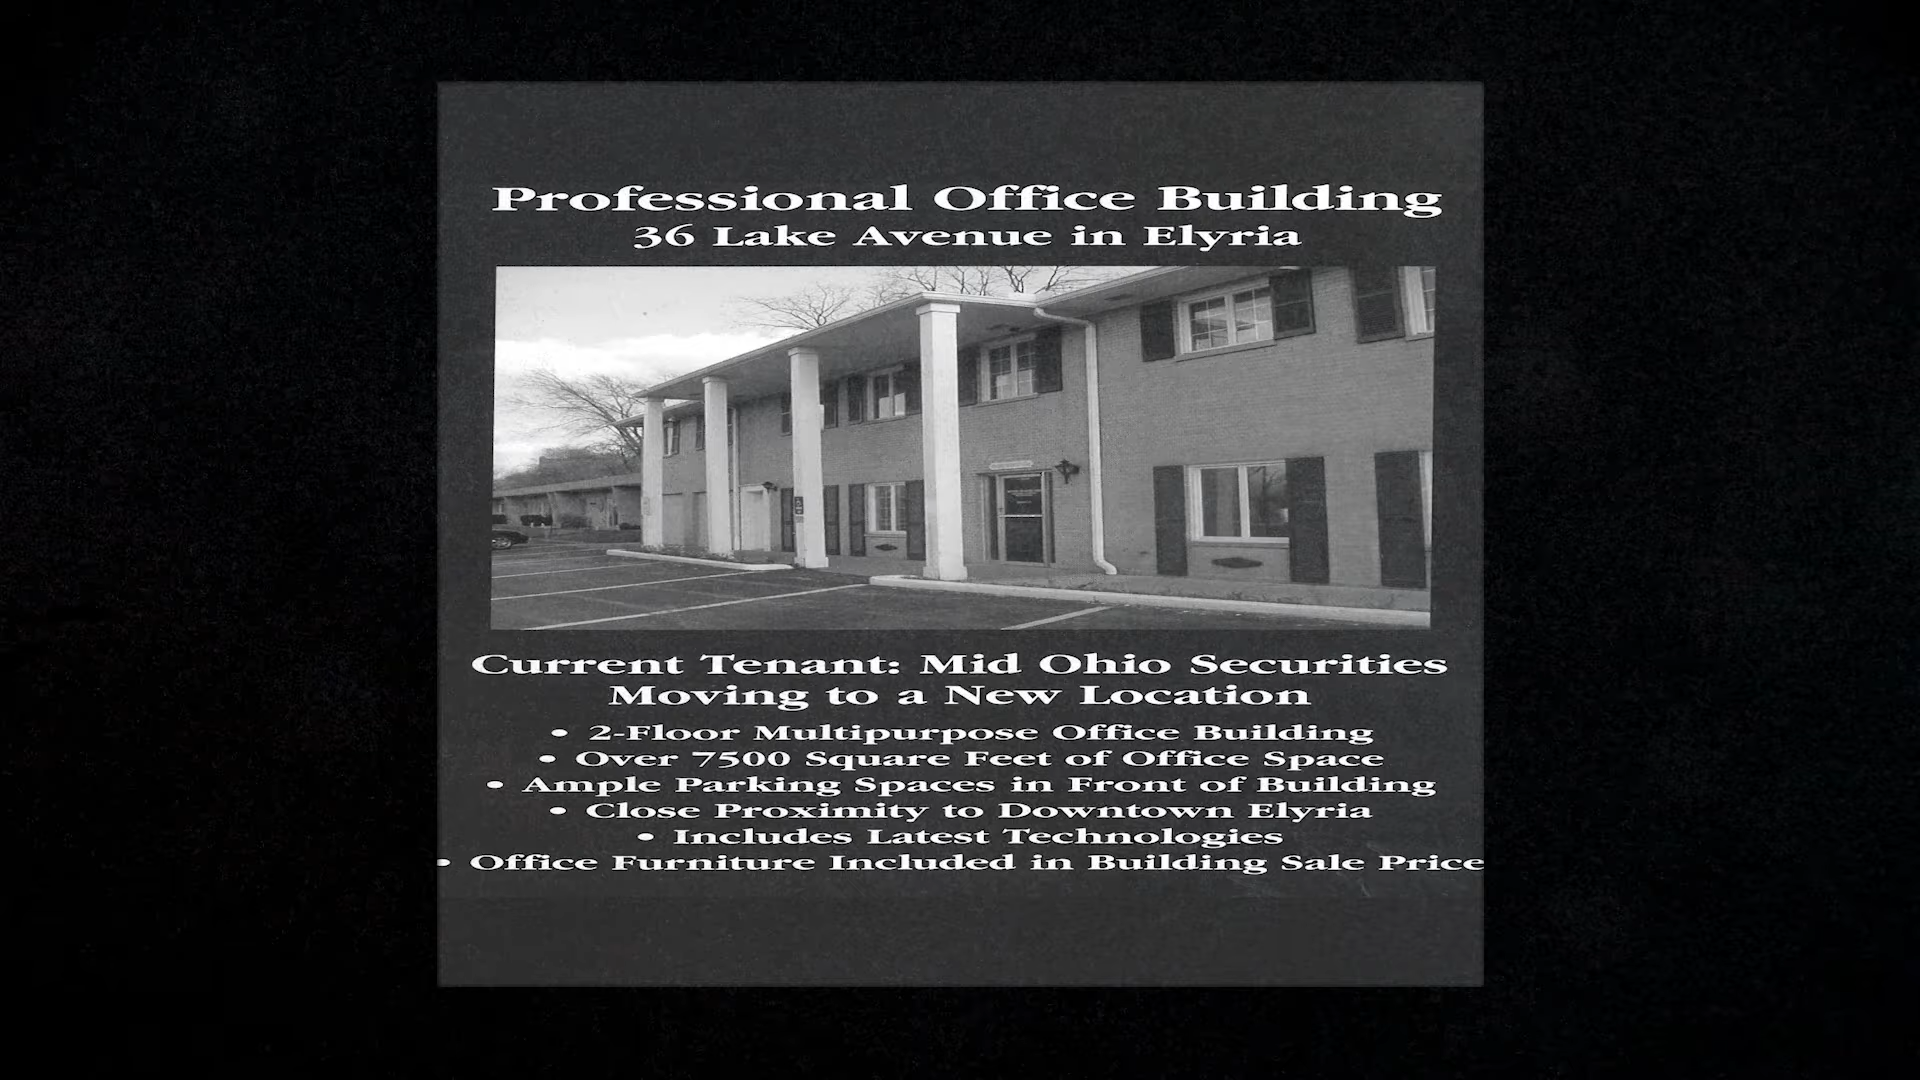 Professional Office Building
36 Lake Avenue in Elyria
Current Tenant: Mid Ohio Securities
Moving to a New Location
• 2-Floor Multipurpose Office Building
• Over 7500 Square Feet of Office Space
• Ample Parking Spaces in Front of Building
• Close Proximity to Downtown Elyria
• Includes Latest Technologies
• Office Furniture Included in Building Sale Price